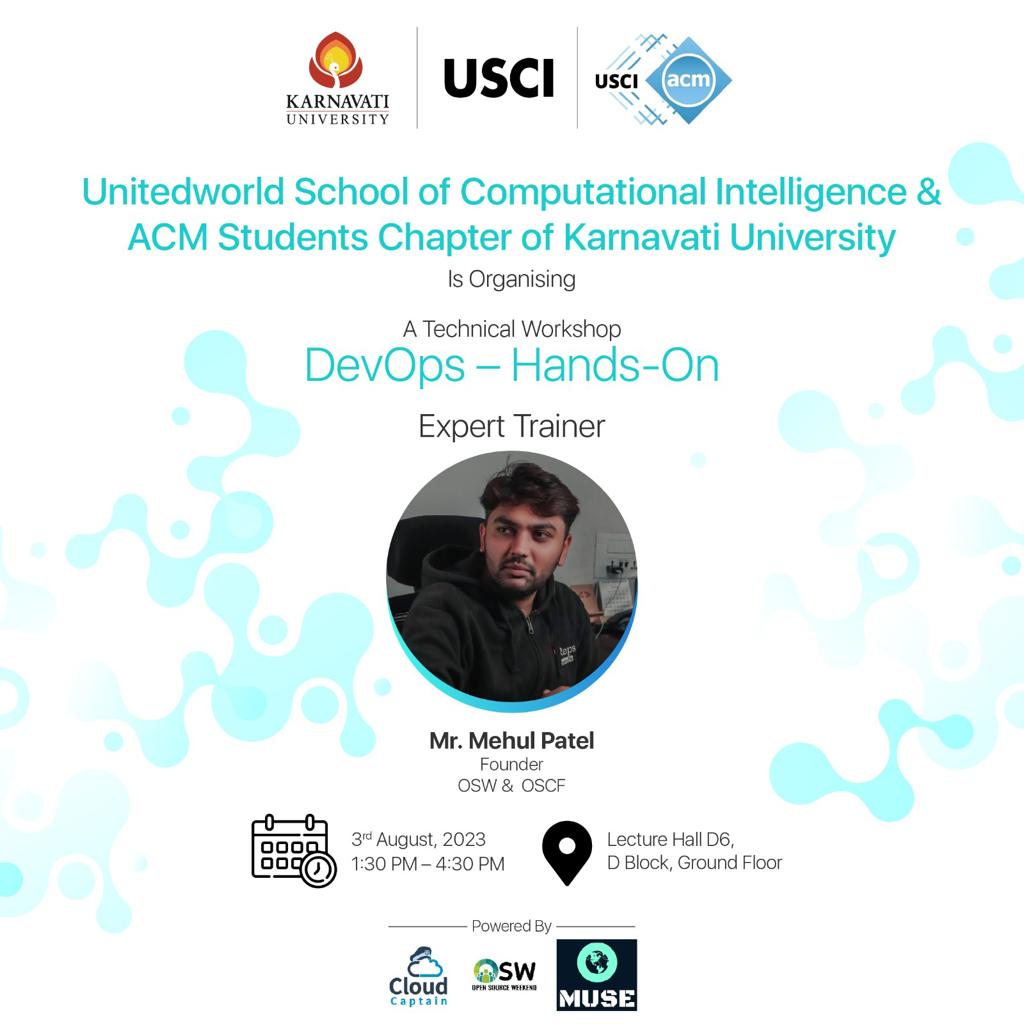 KARNAVATI
UNIVERSITY
USCI
USCI acm
Unitedworld School of Computational Intelligence &
ACM Students Chapter of Karnavati University
Is Organising
A Technical Workshop
DevOps – Hands-On
Expert Trainer
Mr. Mehul Patel
Founder
OSW & OSCF
3rd August, 2023
1:30 PM – 4:30 PM
Lecture Hall D6,
D Block, Ground Floor
Powered By
Cloud
Captain
OSW
OPEN SOURCE WEEKEND
MUSE